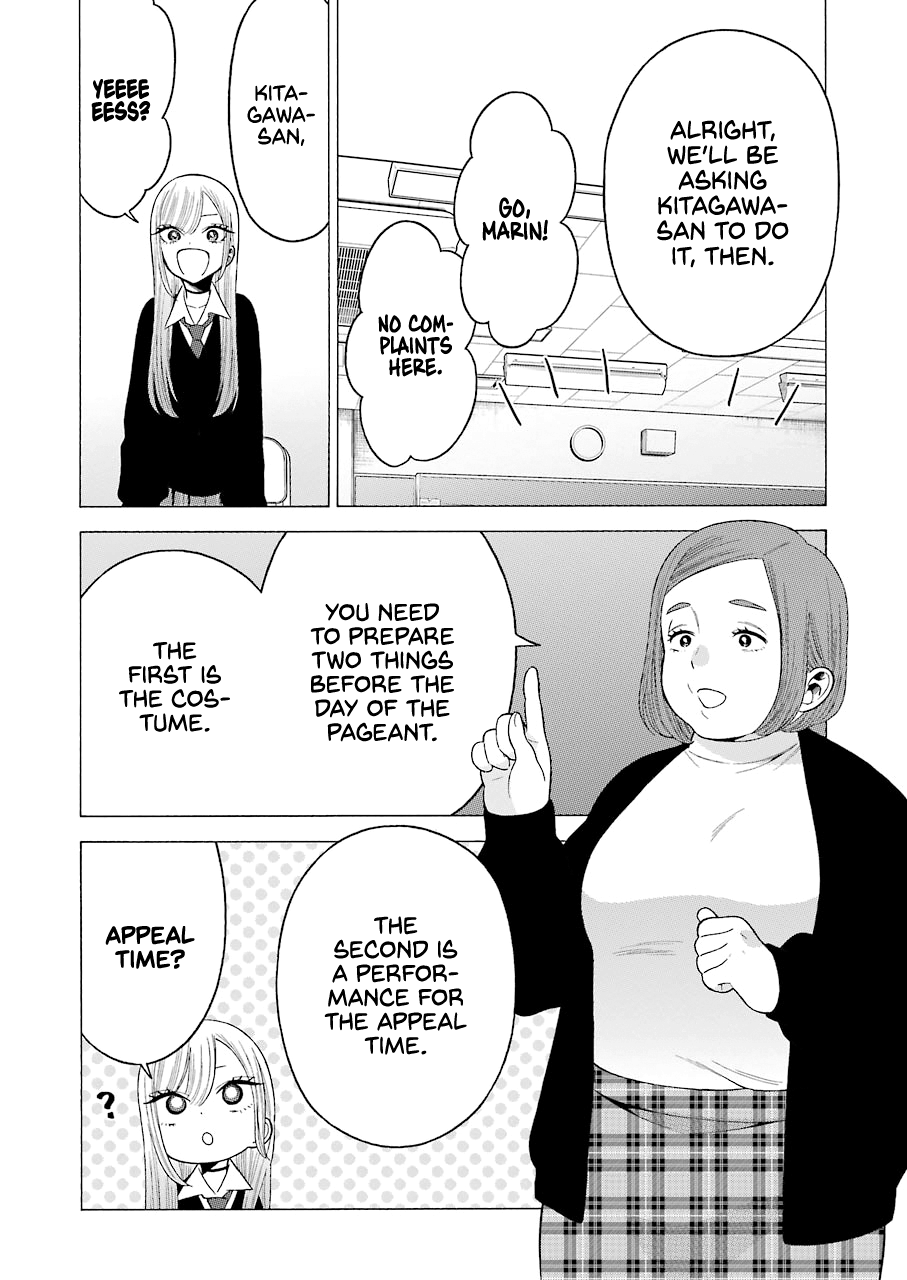 ALRIGHT,
WE'LL BE
ASKING
KITAGAWA-
SAN TO DO
IT, THEN.
GO,
MARIN!
NO COM-
PLAINTS
HERE.
KITA-
GAWA-
SAN,
YEEEE
EESS?
YOU NEED
TO PREPARE
TWO THINGS
BEFORE THE
DAY OF THE
PAGEANT.
THE
FIRST IS
THE COS-
TUME.
THE
SECOND IS
A PERFOR-
MANCE FOR
THE APPEAL
TIME.
APPEAL
TIME?
?